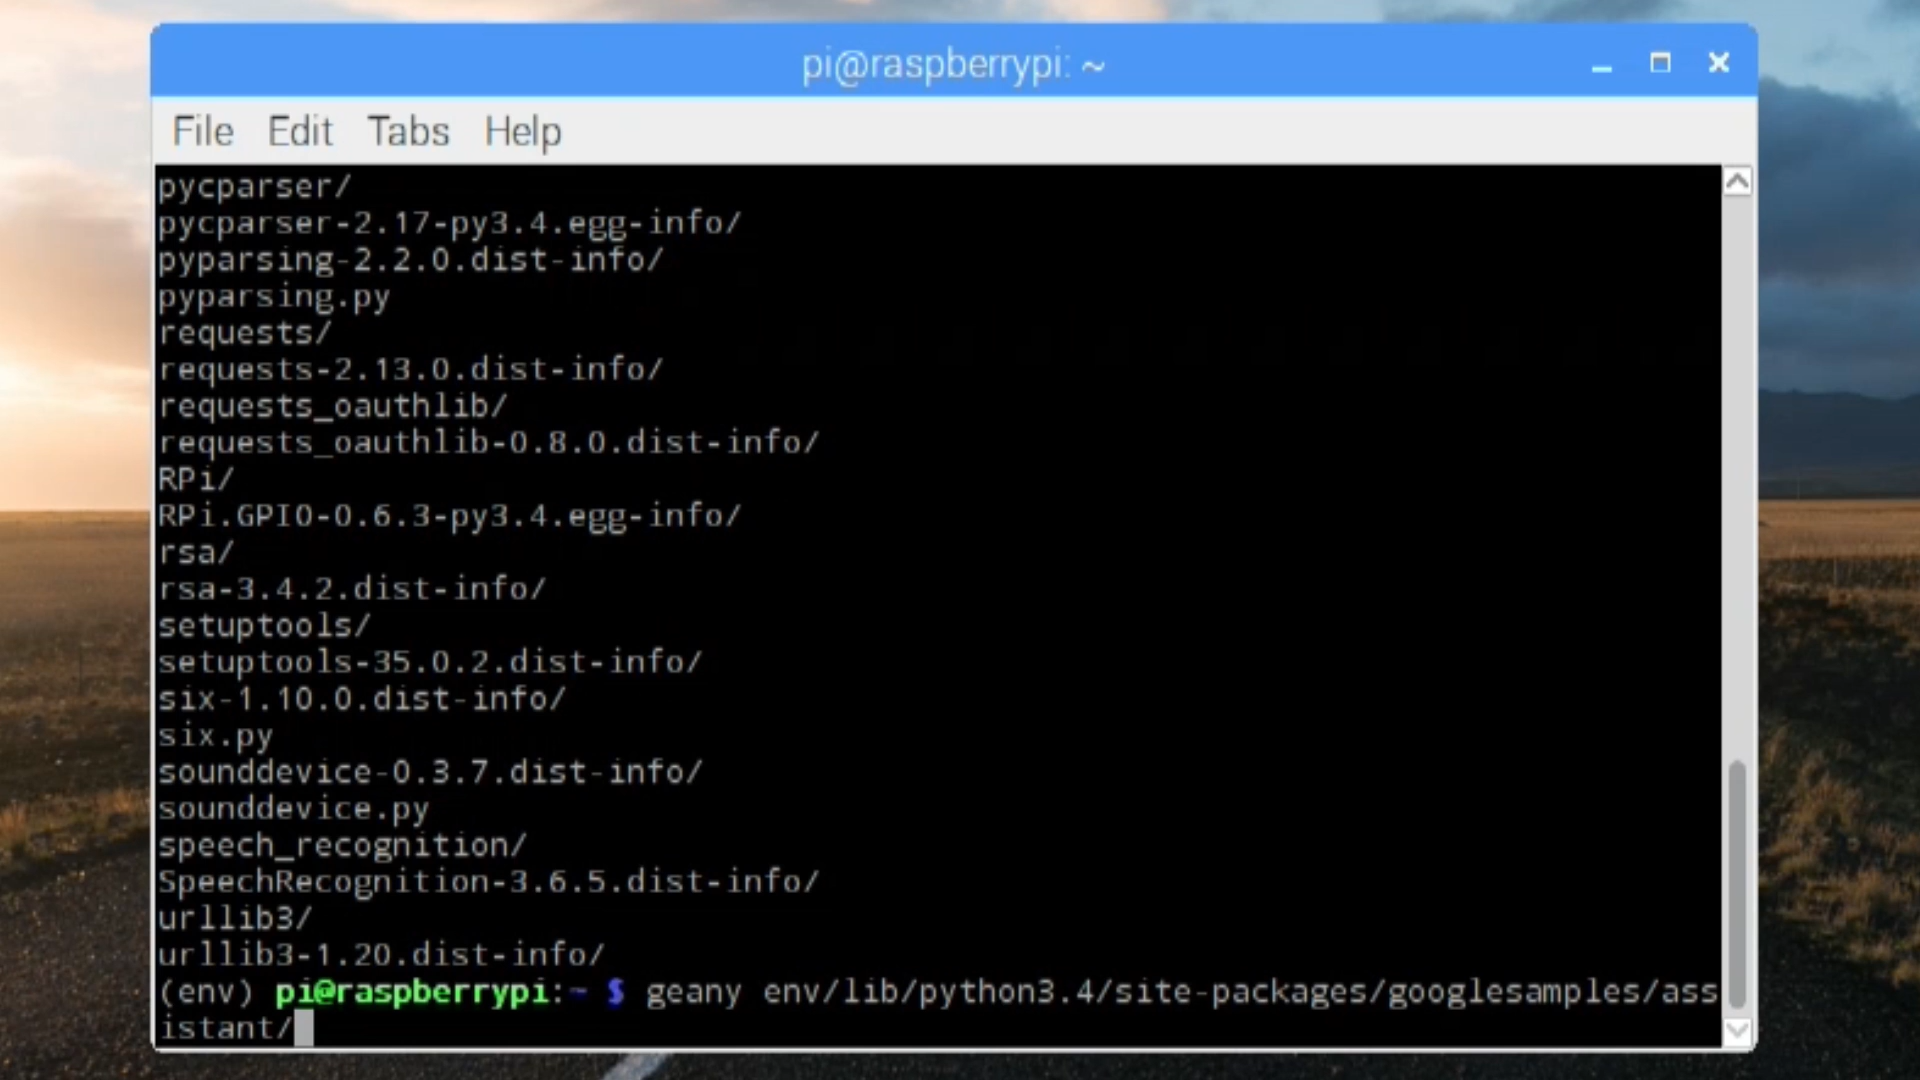 pi@raspberrypi: ~
File Edit Tabs Help
pycparser/
pycparser-2.17-py3.4.egg-info/
pyparsing-2.2.0.dist-info/
pyparsing.py
requests/
requests-2.13.0.dist-info/
requests_oauthlib/
requests_oauthlib-0.8.0.dist-info/
RPi/
RPi.GPIO-0.6.3-py3.4.egg-info/
rsa/
rsa-3.4.2.dist-info/
setuptools/
setuptools-35.0.2.dist-info/
six-1.10.0.dist-info/
six.py
sounddevice-0.3.7.dist-info/
sounddevice.py
speech_recognition/
SpeechRecognition-3.6.5.dist-info/
urllib3/
urllib3-1.20.dist-info/
(env) pi@raspberrypi:~ $ geany env/lib/python3.4/site-packages/googlesamples/ass
istant/